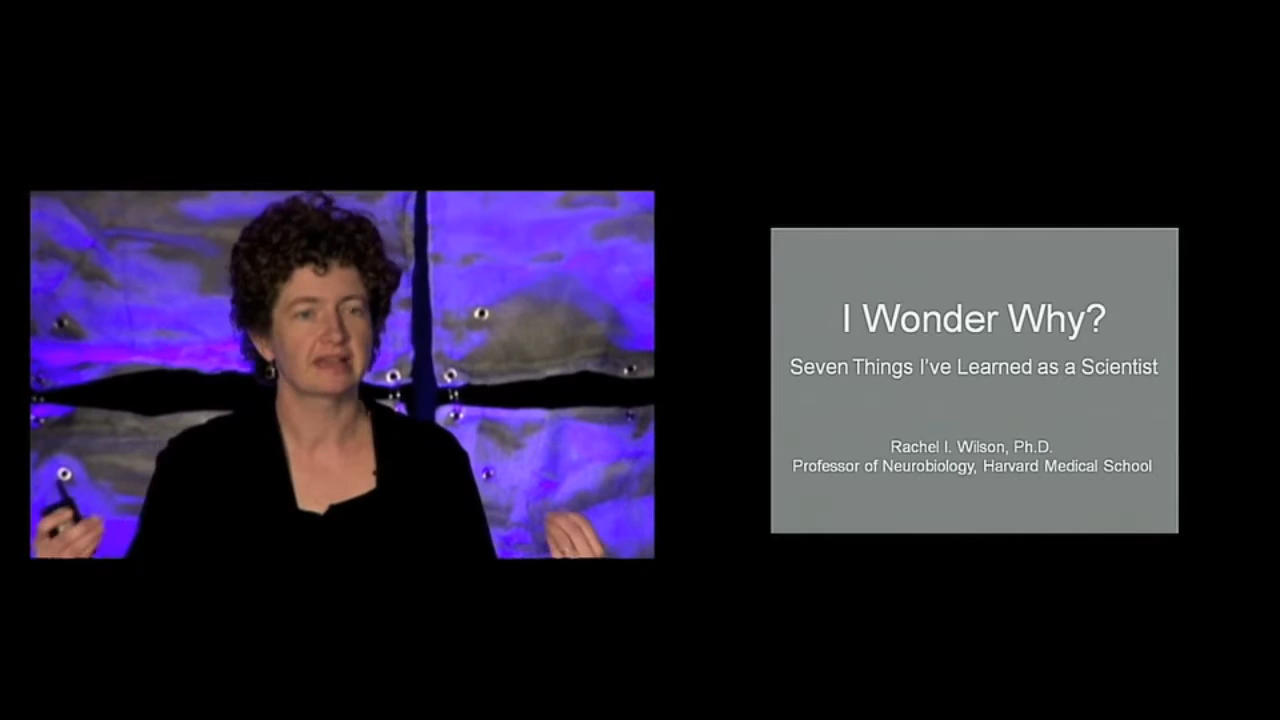 I Wonder Why?
Seven Things I've Learned as a Scientist
Rachel I. Wilson, Ph.D.
Professor of Neurobiology, Harvard Medical School